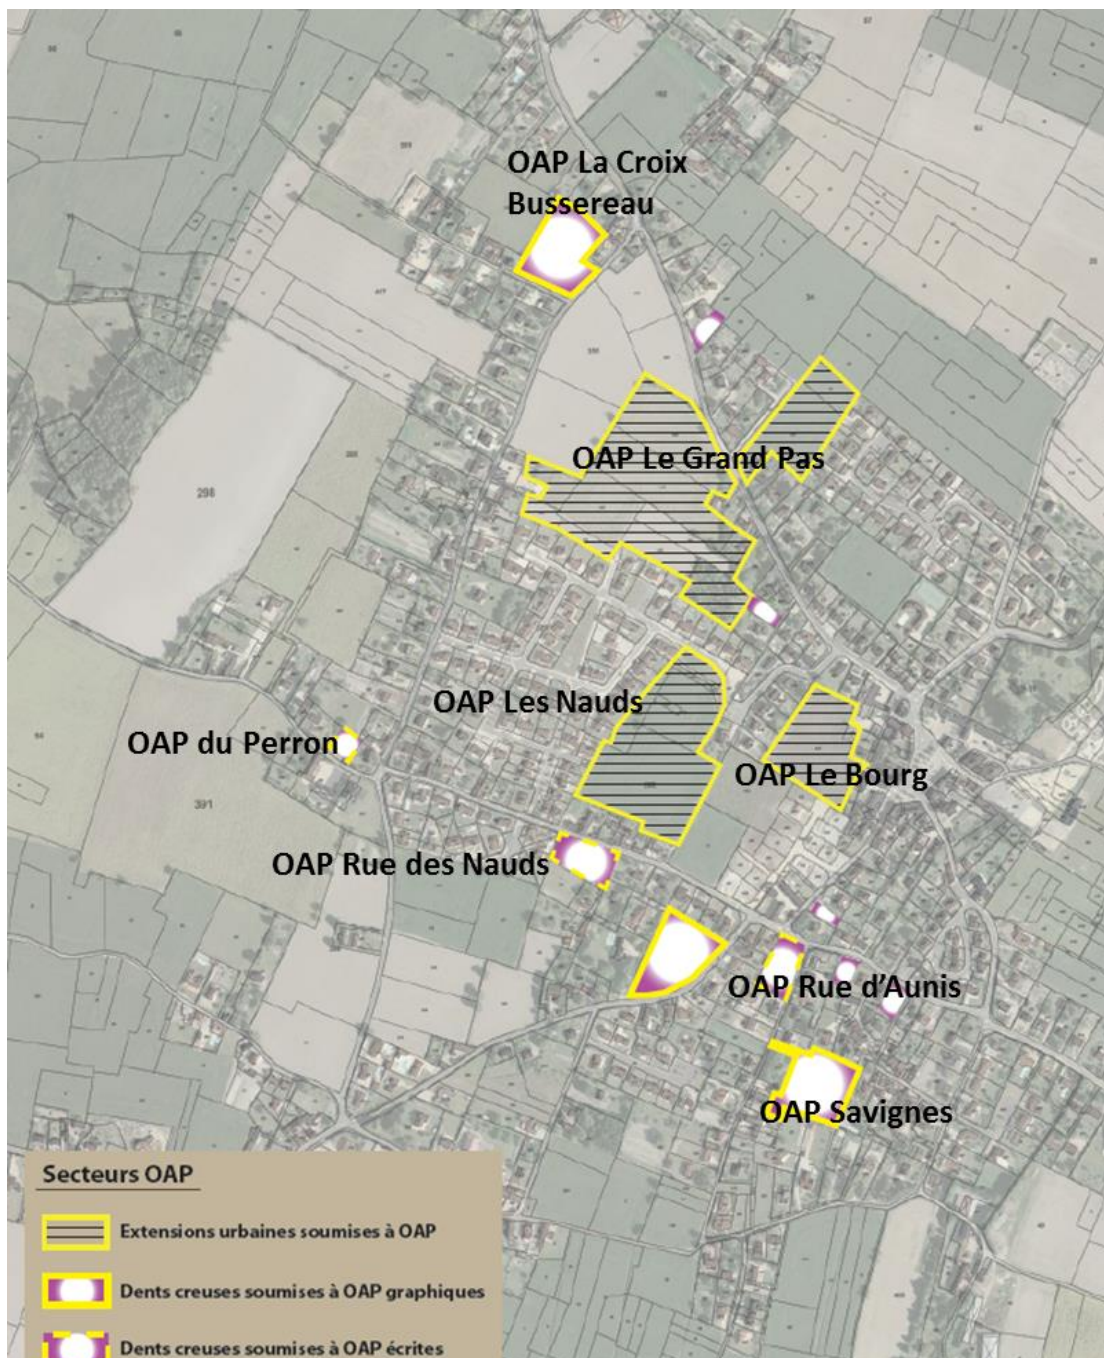 OAP La Croix
Bussereau
OAP Le Grand Pas
298
OAP Les Nauds
OAP du Perron
OAP Le Bourg
391
OAP Rue des Nauds
OAP Rue d'Aunis
OAP Savignes
Secteurs OAP
Extensions urbaines soumises à OAP
Dents creuses soumises à OAP graphiques
Dents creuses soumises à OAP écrites